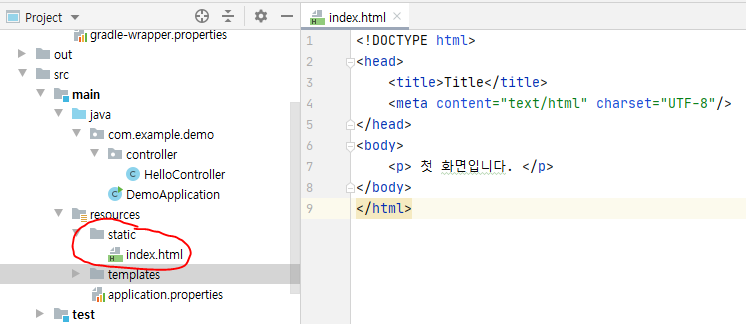 Project
gradle-wrapper.properties
out
src
main
java
com.example.demo
controller
HelloController
DemoApplication
resources
static
index.html
templates
application.properties
test
index.html
1 <!DOCTYPE html>
2 <head>
3 <title>Title</title>
4 <meta content="text/html" charset="UTF-8"/>
5 </head>
6 <body>
7 <p> 첫 화면입니다. </p>
8 </body>
9 </html>